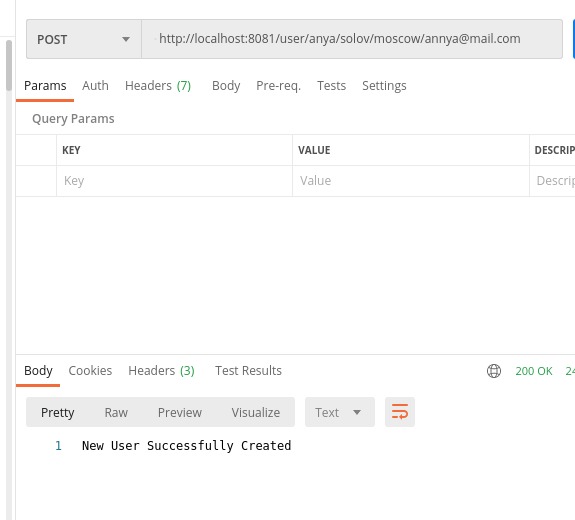 POST http://localhost:8081/user/anya/solov/moscow/annya@mail.com
Params Auth Headers (7) Body Pre-req. Tests Settings
Query Params
KEY VALUE DESCRIP
Key Value Descrip
Body Cookies Headers (3) Test Results 200 OK 24
Pretty Raw Preview Visualize Text
1 New User Successfully Created